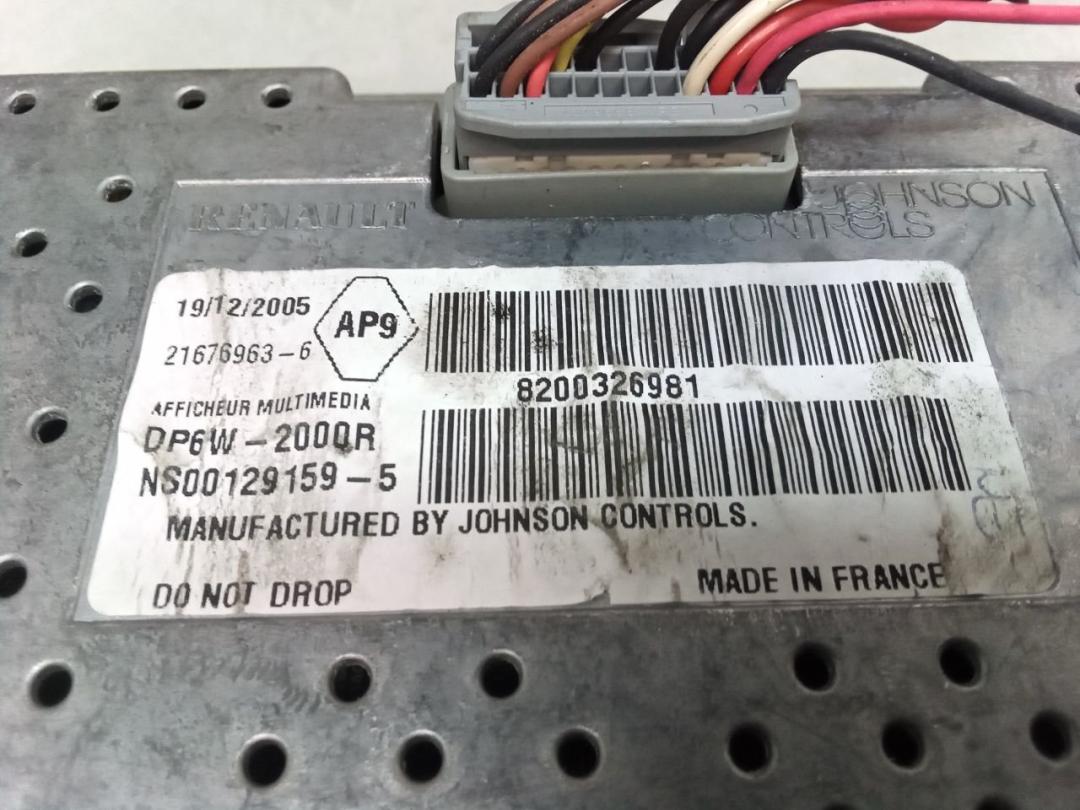 RENAULT
JOHNSON
CONTROLS
19/12/2005
AP9
21676963-6
8200326981
AFFICHEUR MULTIMEDIA
DP6W-2000R
NS00129159-5
MANUFACTURED BY JOHNSON CONTROLS.
DO NOT DROP
MADE IN FRANCE